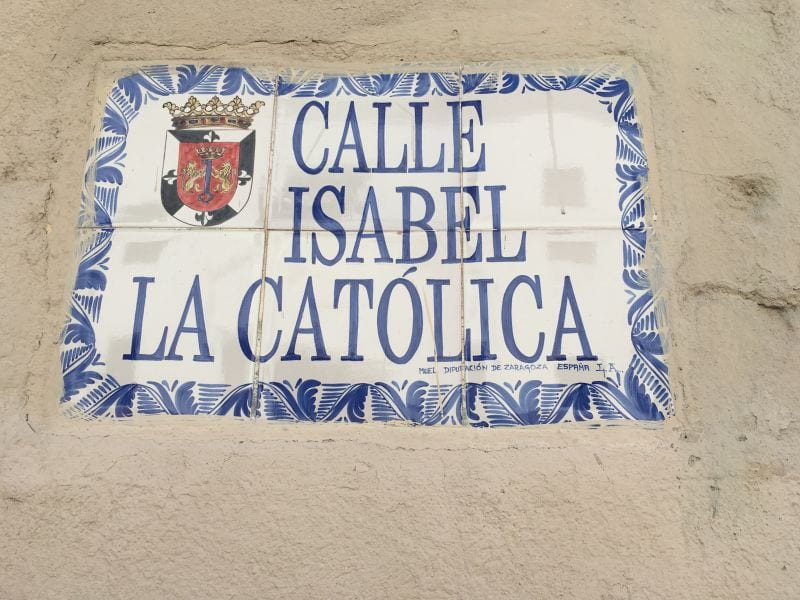 CALLE
ISABEL
LA CATÓLICA
MUEL DIPUTACIÓN DE ZARAGOZA ESPAÑA I.A.